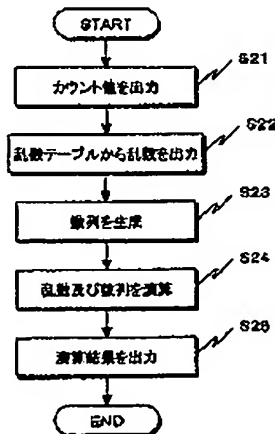 START
カウント値を出力
S21
乱数テーブルから乱数を出力
S22
数列を生成
S23
乱数及び数列を演算
S24
演算結果を出力
S25
END